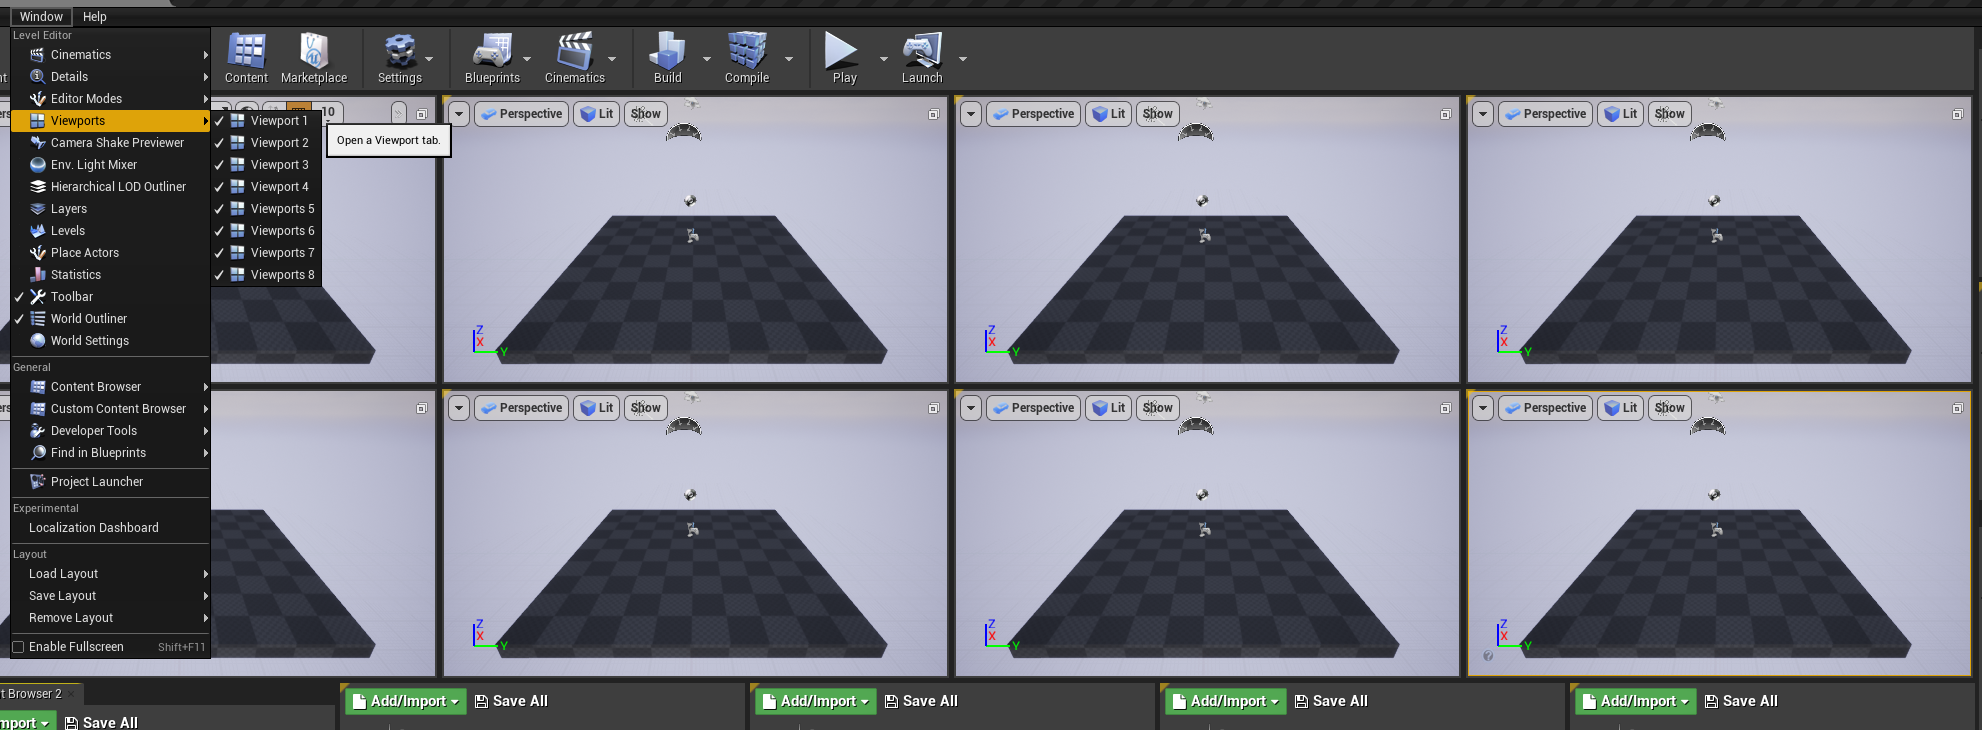 Window Help
Level Editor
Cinematics
Details
Editor Modes
Viewports
Camera Shake Previewer
Env. Light Mixer
Hierarchical LOD Outliner
Layers
Levels
Place Actors
Statistics
Toolbar
World Outliner
World Settings
General
Content Browser
Custom Content Browser
Developer Tools
Find in Blueprints
Project Launcher
Experimental
Localization Dashboard
Layout
Load Layout
Save Layout
Remove Layout
Enable Fullscreen Shift+F11
Viewport 1
Viewport 2
Viewport 3
Viewport 4
Viewports 5
Viewports 6
Viewports 7
Viewports 8
Open a Viewport tab.
Content Marketplace Settings Blueprints Cinematics Build Compile Play Launch
10
Perspective Lit Show
Z
X
Y
Perspective Lit Show
Z
X
Y
Perspective Lit Show
Z
X
Y
Perspective Lit Show
Z
X
Y
Perspective Lit Show
Z
X
Y
Perspective Lit Show
Z
X
Y
t Browser 2
mport Save All
Add/Import Save All
Add/Import Save All
Add/Import Save All
Add/Import Save All